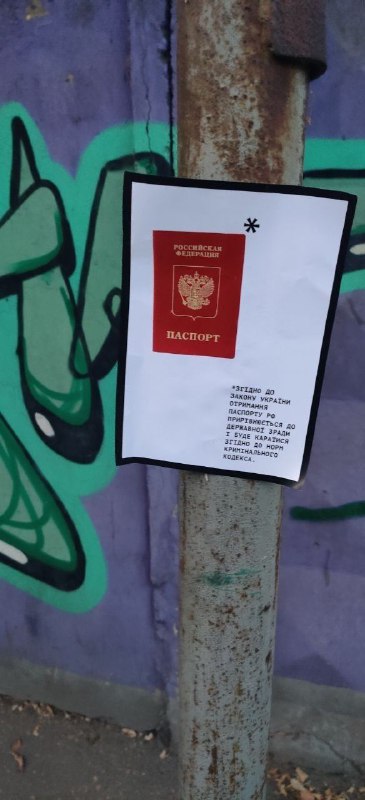 *
РОССИЙСКАЯ
ФЕДЕРАЦИЯ
ПАСПОРТ
*ЗГІДНО ДО
ЗАКОНУ УКРАЇНИ
ОТРИМАННЯ
ПАСПОРТУ РФ
ПРИРІВНЮЄТЬСЯ ДО
ДЕРЖАВНОЇ ЗРАДИ
І БУДЕ КАРАТИСЯ
ЗГІДНО ДО НОРМ
КРИМІНАЛЬНОГО
КОДЕКСА.